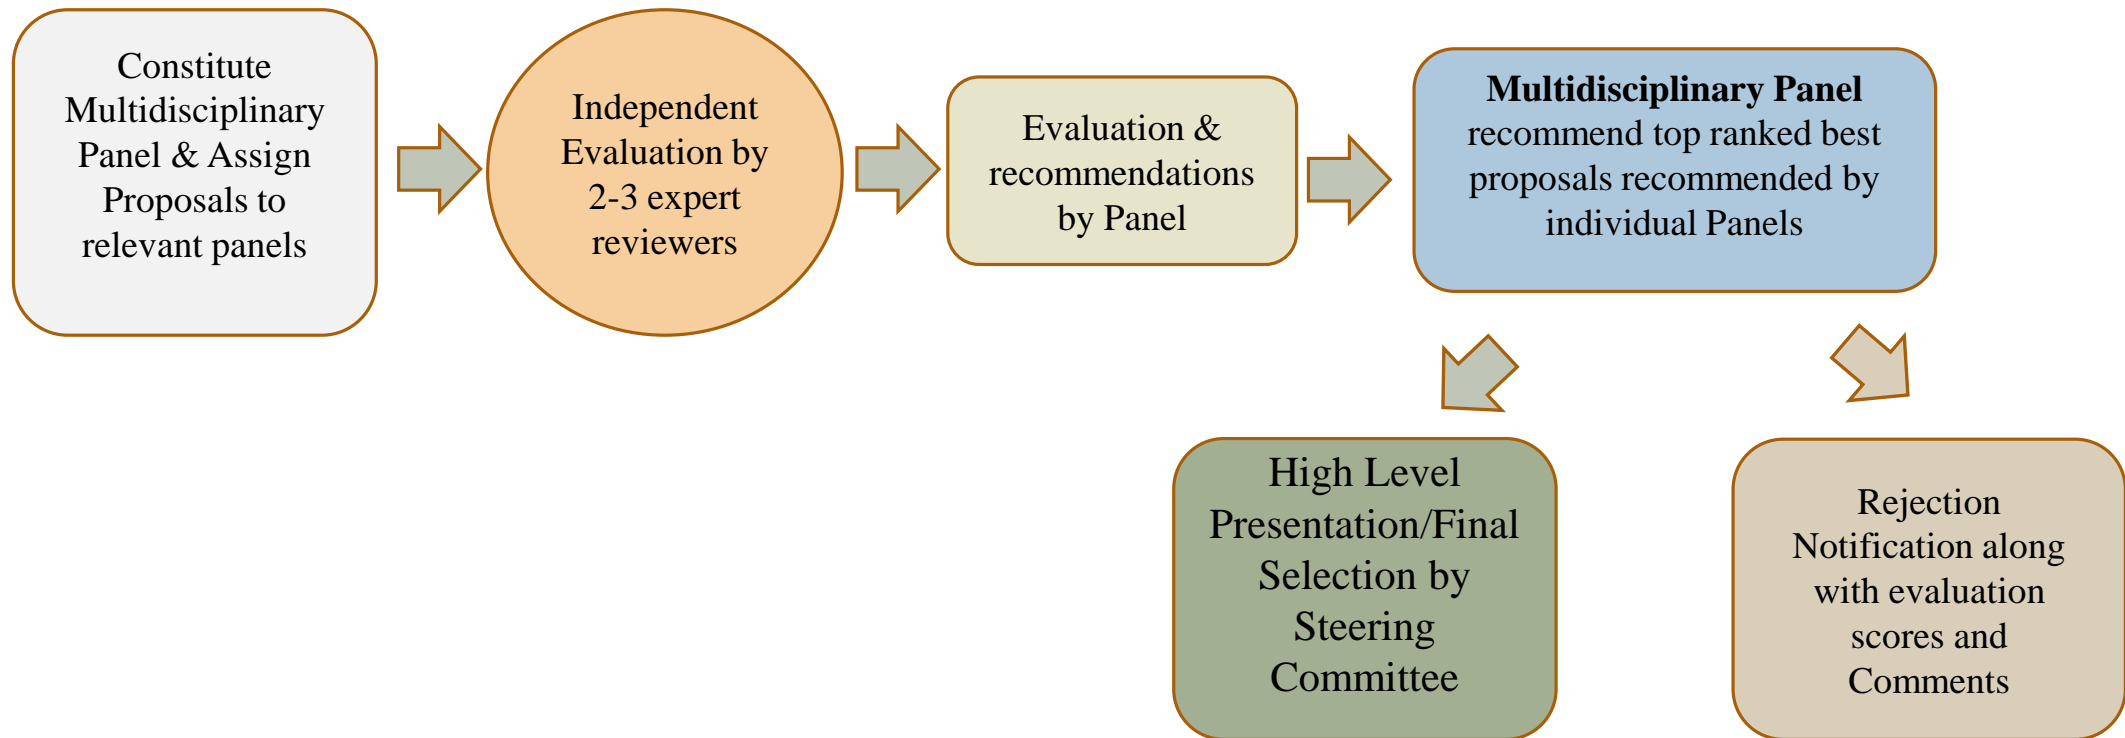 Constitute
Multidisciplinary
Panel & Assign
Proposals to
relevant panels
Independent
Evaluation by
2-3 expert
reviewers
Evaluation &
recommendations
by Panel
Multidisciplinary Panel
recommend top ranked best
proposals recommended by
individual Panels
High Level
Presentation/Final
Selection by
Steering
Committee
Rejection
Notification along
with evaluation
scores and
Comments